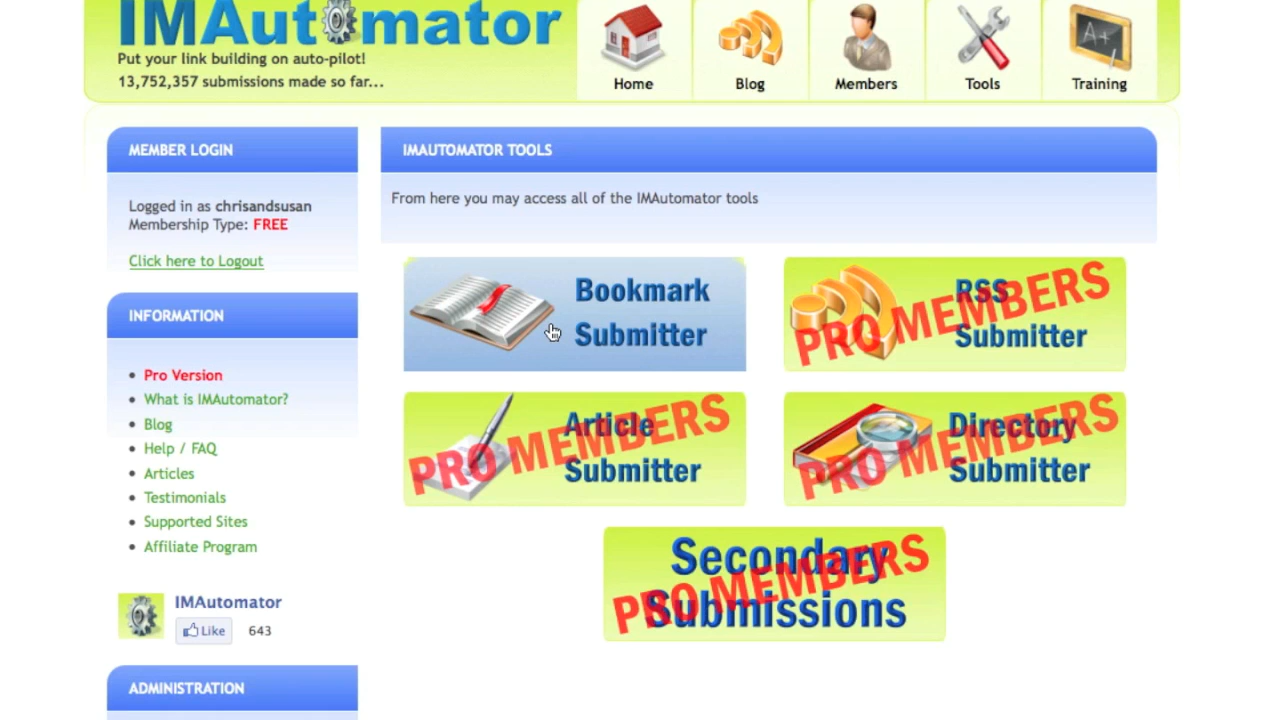 IMAutomator
Put your link building on auto-pilot!
13,752,357 submissions made so far...
Home
Blog
Members
Tools
Training
MEMBER LOGIN
Logged in as chrisandsusan
Membership Type: FREE
Click here to Logout
INFORMATION
Pro Version
What is IMAutomator?
Blog
Help / FAQ
Articles
Testimonials
Supported Sites
Affiliate Program
IMAutomator
Like 643
ADMINISTRATION
IMAUTOMATOR TOOLS
From here you may access all of the IMAutomator tools
Bookmark
Submitter
RSS
Submitter
PRO MEMBERS
Article
Submitter
PRO MEMBERS
Directory
Submitter
PRO MEMBERS
Secondary
Submissions
PRO MEMBERS
A+